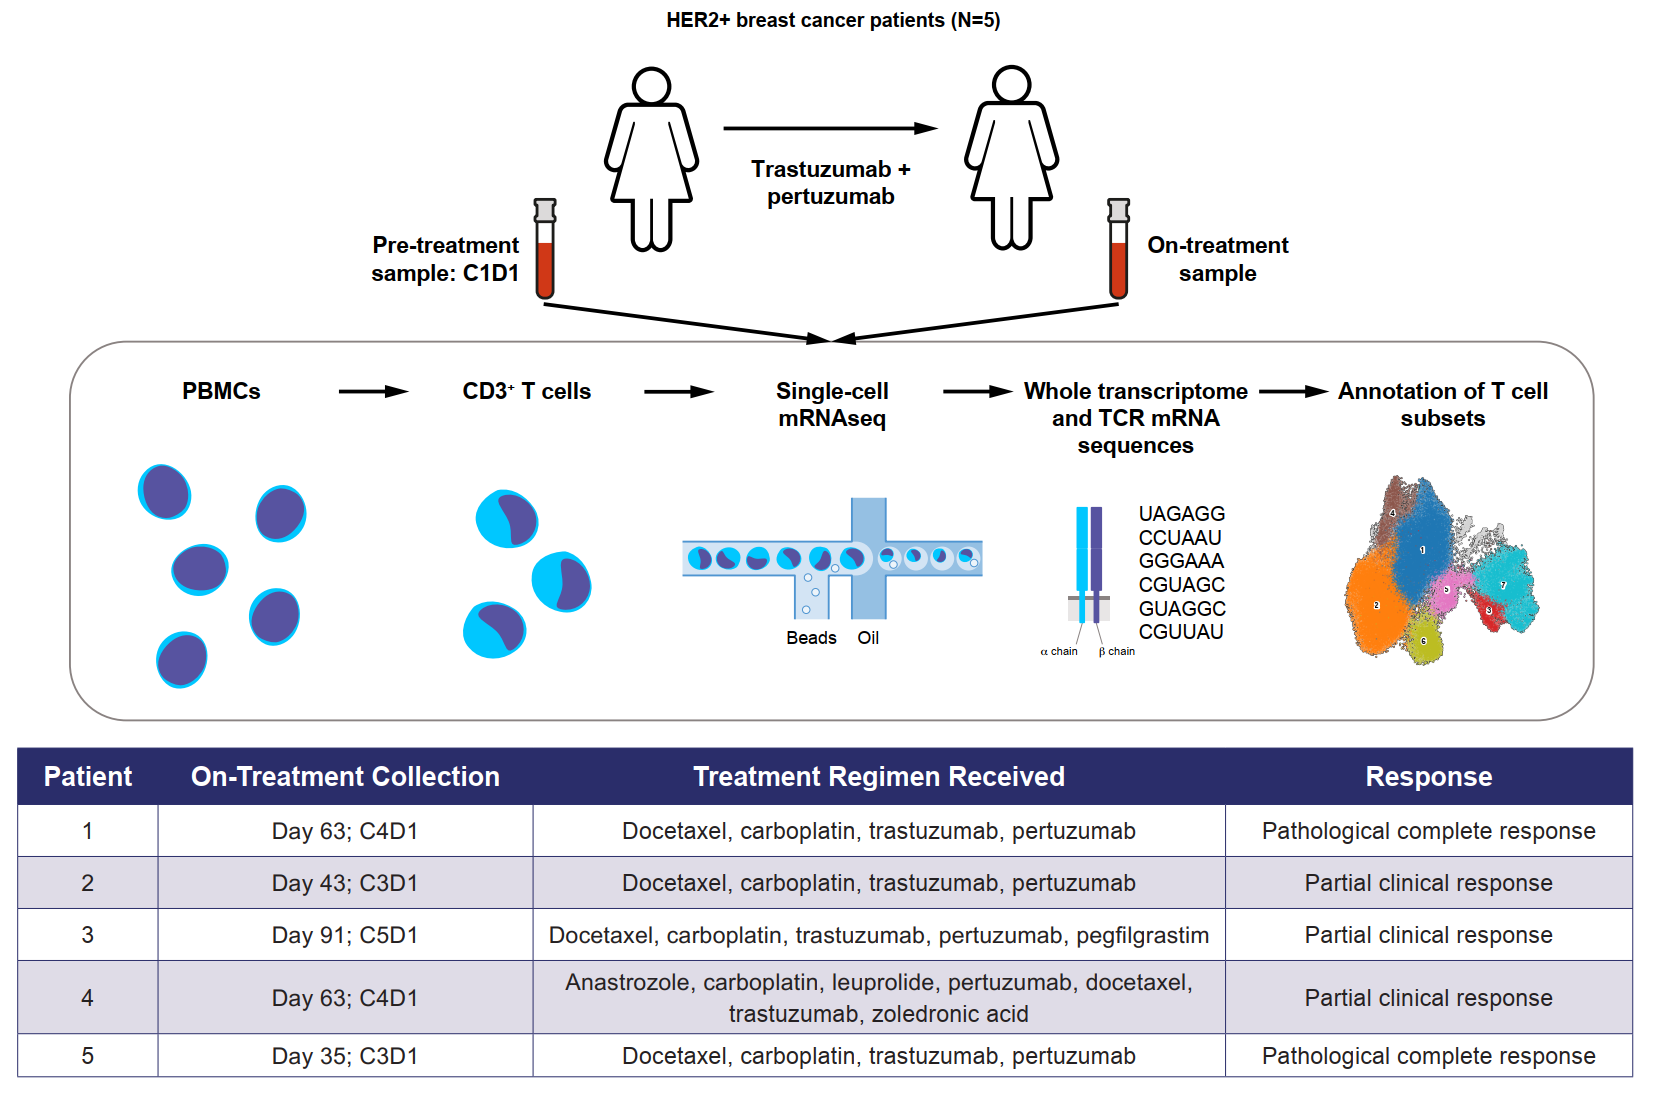 HER2+ breast cancer patients (N=5)
Trastuzumab +
pertuzumab
Pre-treatment
sample: C1D1
On-treatment
sample
PBMCs
CD3+ T cells
Single-cell
mRNAseq
Whole transcriptome
and TCR mRNA
sequences
Annotation of T cell
subsets
Beads
Oil
α chain
β chain
UAGAGG
CCUAAU
GGGAAA
CGUAGC
GUAGGC
CGUUAU
4
1
2
5
7
3
6
Patient On-Treatment Collection Treatment Regimen Received Response
1 Day 63; C4D1 Docetaxel, carboplatin, trastuzumab, pertuzumab Pathological complete response
2 Day 43; C3D1 Docetaxel, carboplatin, trastuzumab, pertuzumab Partial clinical response
3 Day 91; C5D1 Docetaxel, carboplatin, trastuzumab, pertuzumab, pegfilgrastim Partial clinical response
4 Day 63; C4D1 Anastrozole, carboplatin, leuprolide, pertuzumab, docetaxel,
trastuzumab, zoledronic acid Partial clinical response
5 Day 35; C3D1 Docetaxel, carboplatin, trastuzumab, pertuzumab Pathological complete response